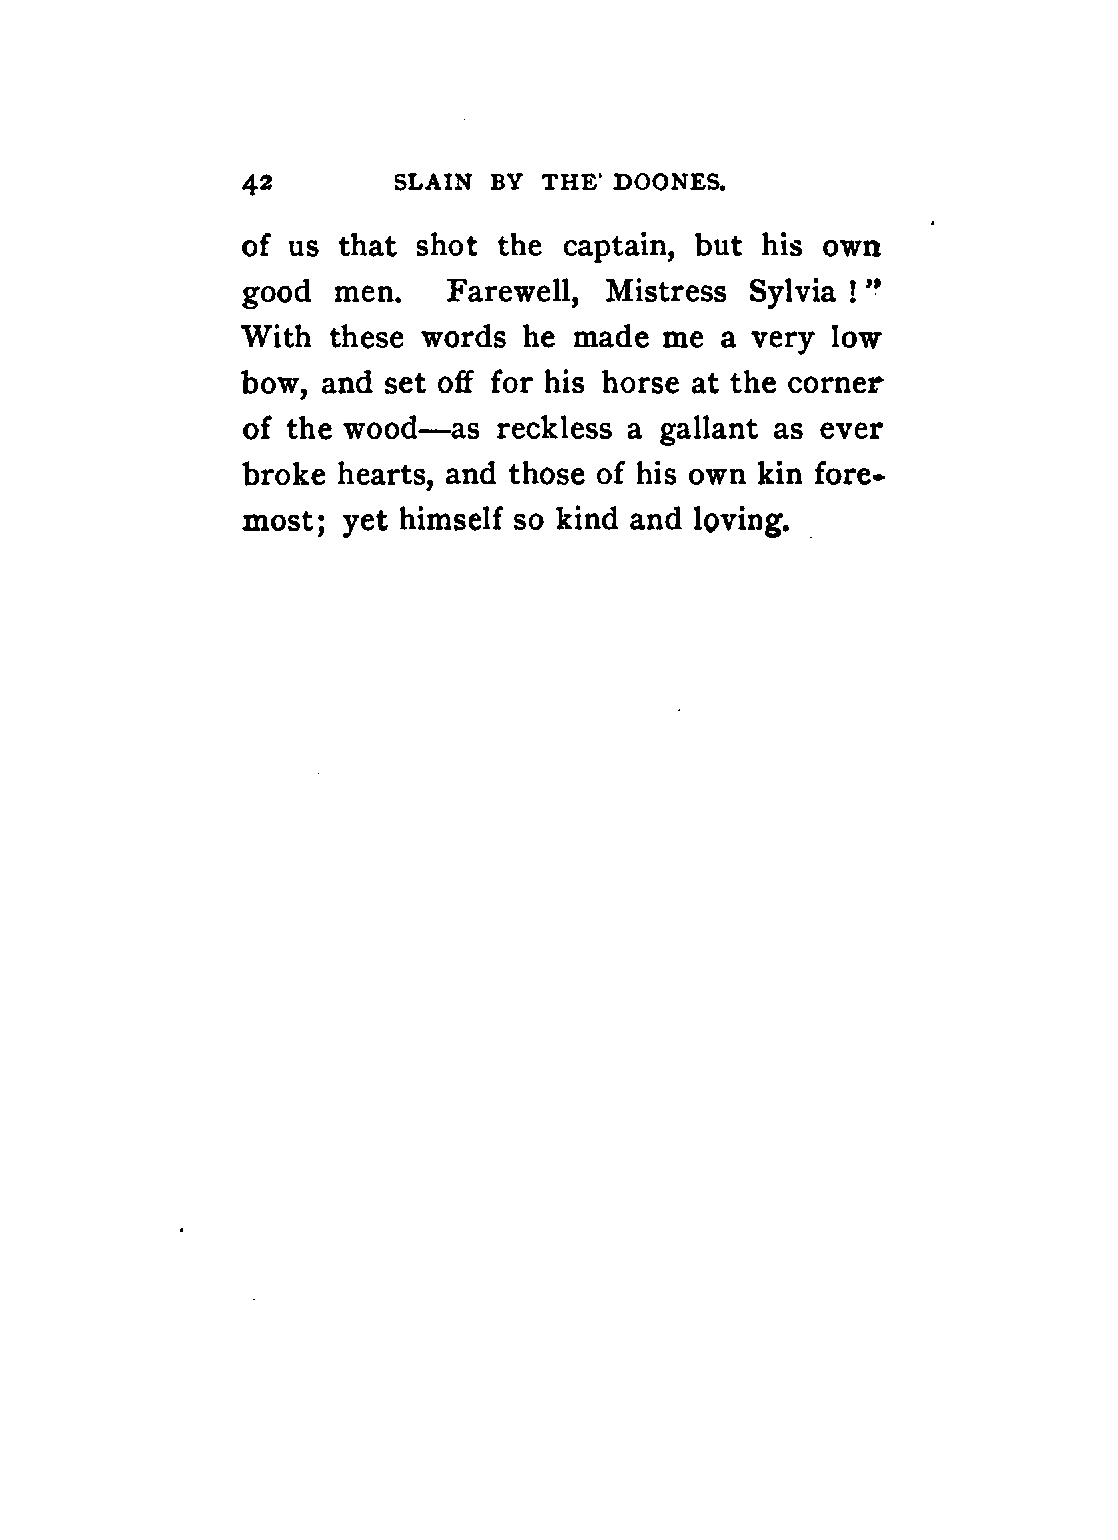 42 SLAIN BY THE' DOONES.
of us that shot the captain, but his own
good men. Farewell, Mistress Sylvia !"
With these words he made me a very low
bow, and set off for his horse at the corner
of the wood—as reckless a gallant as ever
broke hearts, and those of his own kin fore-
most; yet himself so kind and loving.